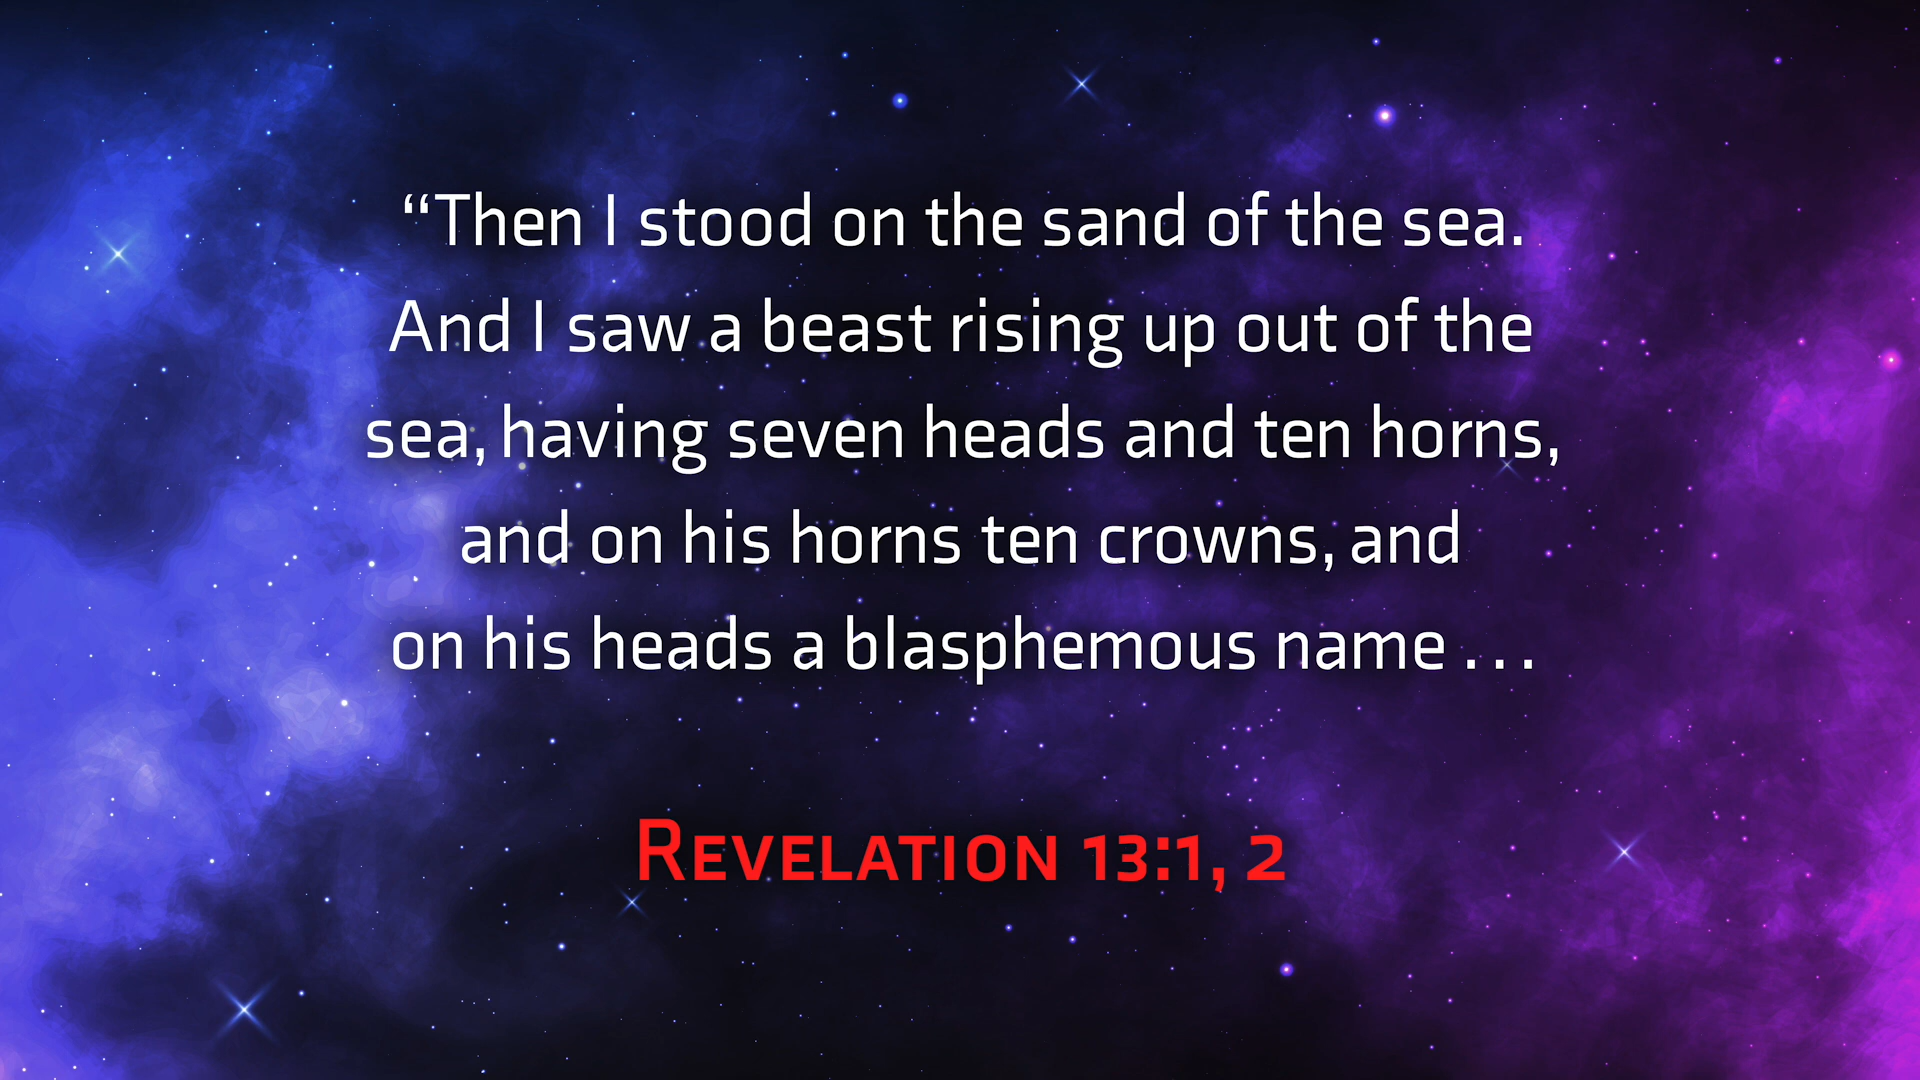 “Then I stood on the sand of the sea.
And I saw a beast rising up out of the
sea, having seven heads and ten horns,
and on his horns ten crowns, and
on his heads a blasphemous name . . .
Revelation 13:1, 2